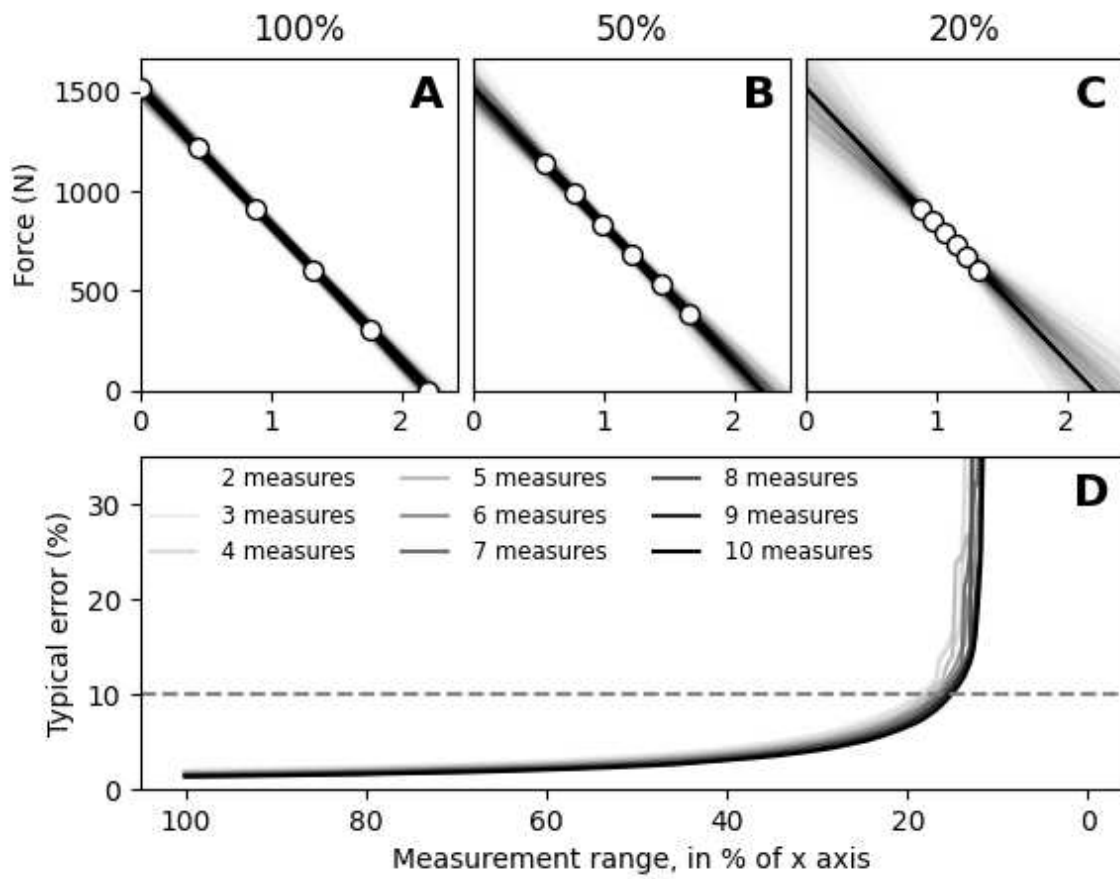 100% 50% 20%
A B C
Force (N)
1500
1000
500
0
0 1 2 0 1 2 0 1 2
D
2 measures 5 measures 8 measures
3 measures 6 measures 9 measures
4 measures 7 measures 10 measures
Typical error (%)
30
20
10
0
100 80 60 40 20 0
Measurement range, in % of x axis